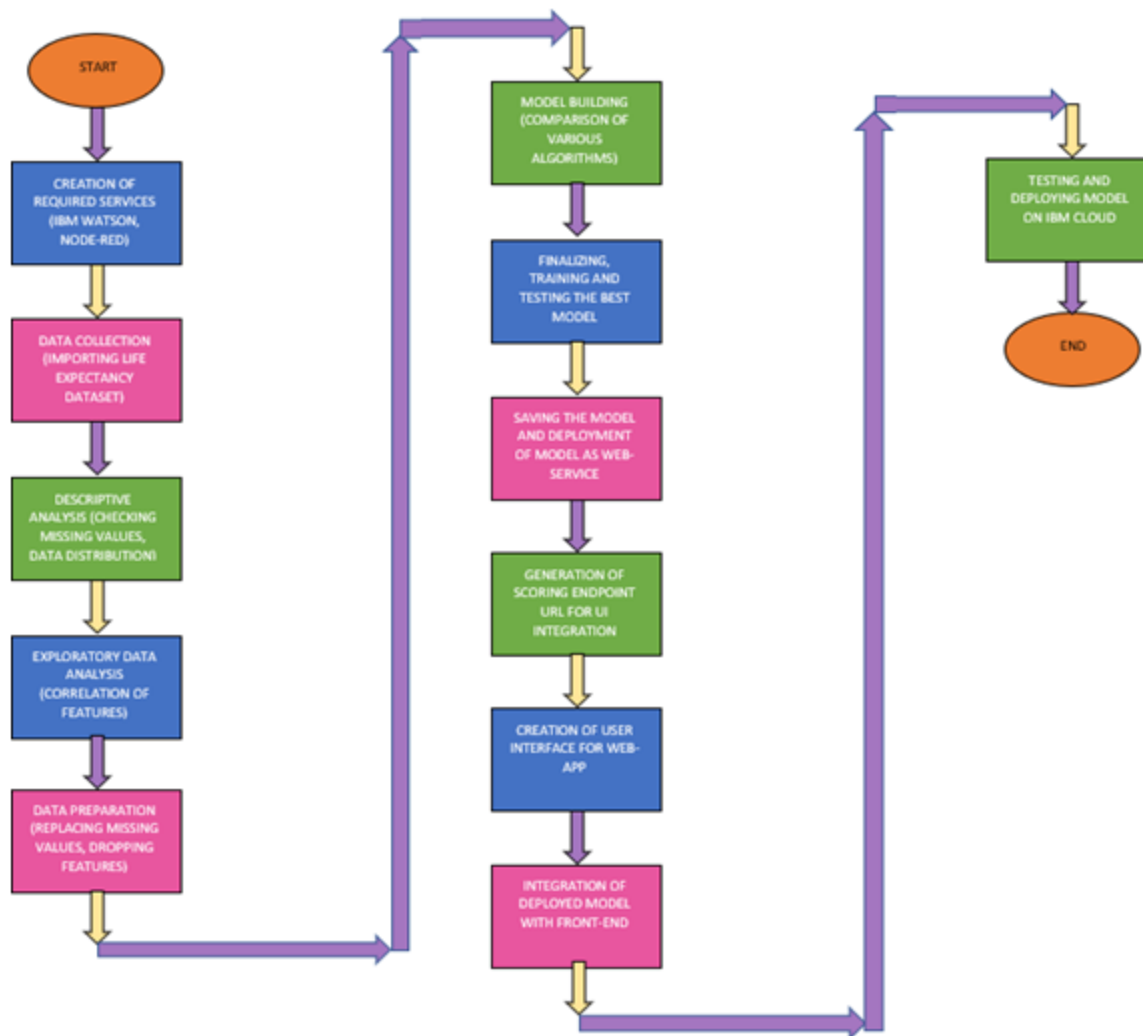 START
CREATION OF
REQUIRED SERVICES
(IBM WATSON,
NODE-RED)
DATA COLLECTION
(IMPORTING LIFE
EXPECTANCY
DATASET)
DESCRIPTIVE
ANALYSIS (CHECKING
MISSING VALUES,
DATA DISTRIBUTION)
EXPLORATORY DATA
ANALYSIS
(CORRELATION OF
FEATURES)
DATA PREPARATION
(REPLACING MISSING
VALUES, DROPPING
FEATURES)
MODEL BUILDING
(COMPARISON OF
VARIOUS
ALGORITHMS)
FINALIZING,
TRAINING AND
TESTING THE BEST
MODEL
SAVING THE MODEL
AND DEPLOYMENT
OF MODEL AS WEB-
SERVICE
GENERATION OF
SCORING ENDPOINT
URL FOR UI
INTEGRATION
CREATION OF USER
INTERFACE FOR WEB-
APP
INTEGRATION OF
DEPLOYED MODEL
WITH FRONT-END
TESTING AND
DEPLOYING MODEL
ON IBM CLOUD
END